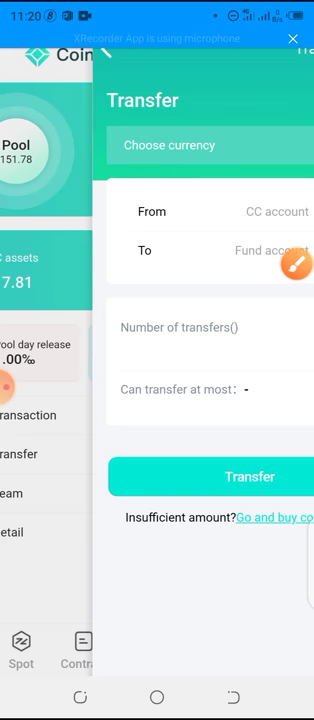 11:20
XRecorder App is using microphone
Coin
Transfer
Pool
151.78
Choose currency
From CC account
To Fund account
C assets
7.81
Number of transfers()
ool day release
.00‰
Can transfer at most： -
ransaction
ransfer
Transfer
eam
Insufficient amount?Go and buy co
etail
Spot
Contra